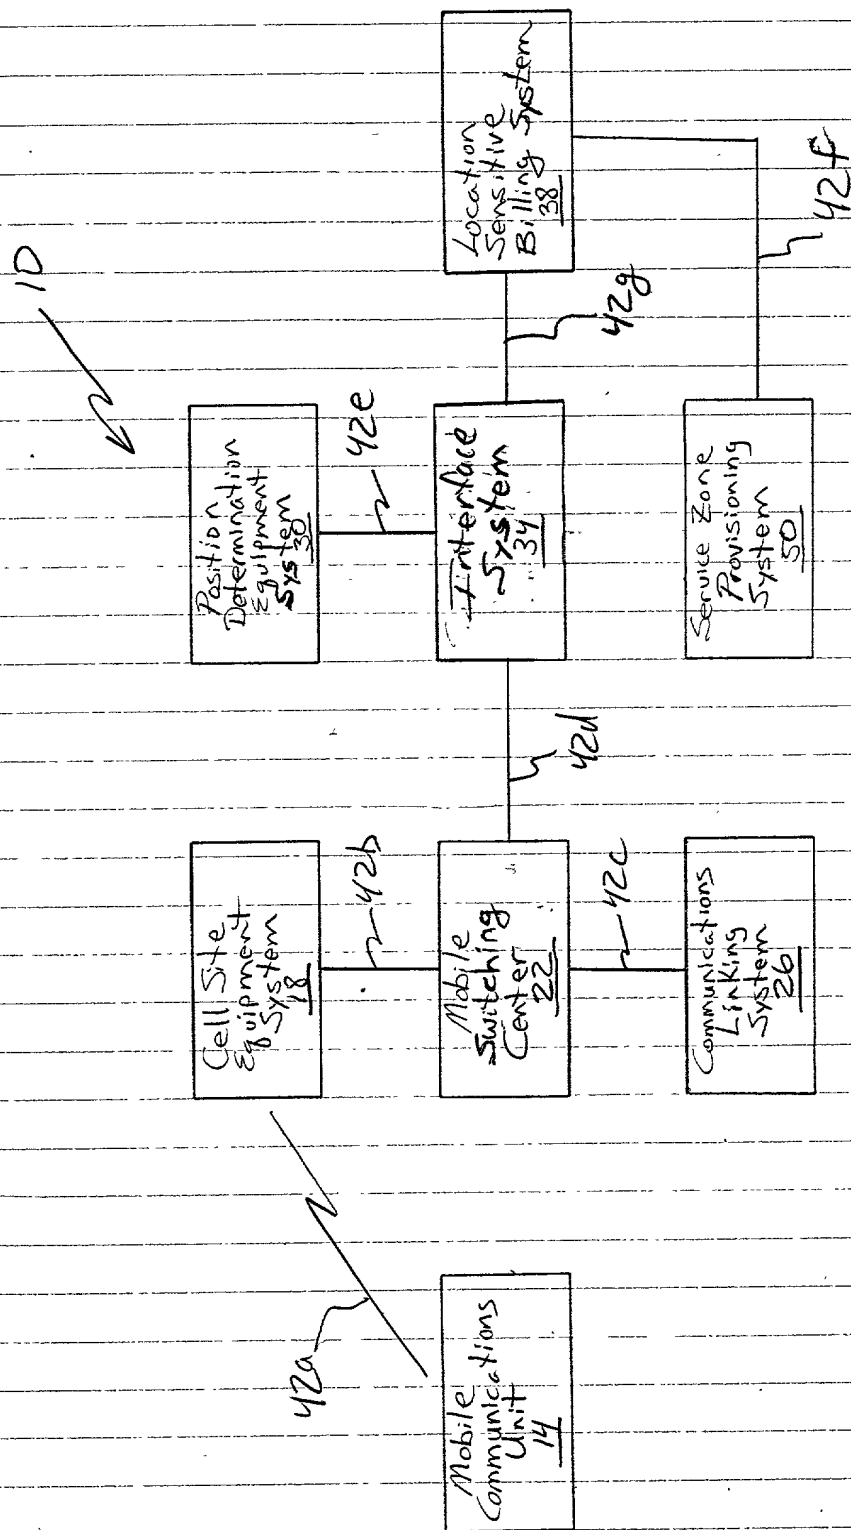 10
Cell Site
Equipment
System
18
Position
Determination
Equipment
System
30
42a
42b
42e
Mobile
Communications
Unit
14
Mobile
Switching
Center
22
42d
Interface
System
34
42g
Location
Sensitive
Billing System
38
42c
42f
Communications
Linking
System
26
Service Zone
Provisioning
System
50